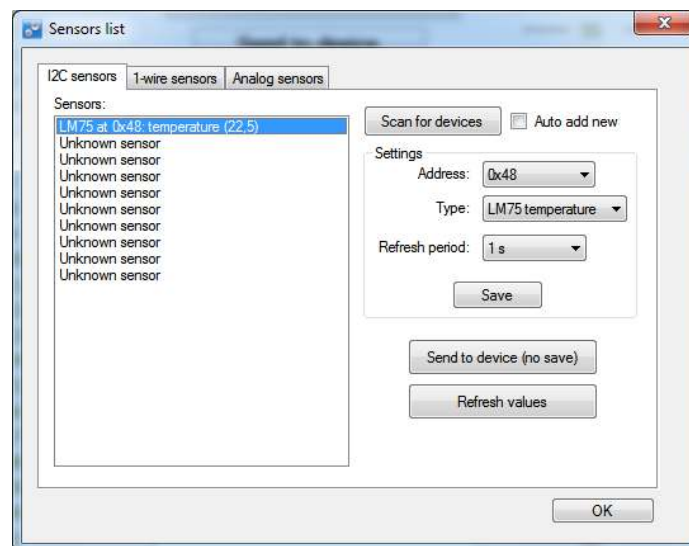 Sensors list
I2C sensors
1-wire sensors
Analog sensors
Sensors:
LM75 at 0x48: temperature (22,5)
Unknown sensor
Unknown sensor
Unknown sensor
Unknown sensor
Unknown sensor
Unknown sensor
Unknown sensor
Unknown sensor
Unknown sensor
Scan for devices
Auto add new
Settings
Address:
0x48
Type:
LM75 temperature
Refresh period:
1 s
Save
Send to device (no save)
Refresh values
OK